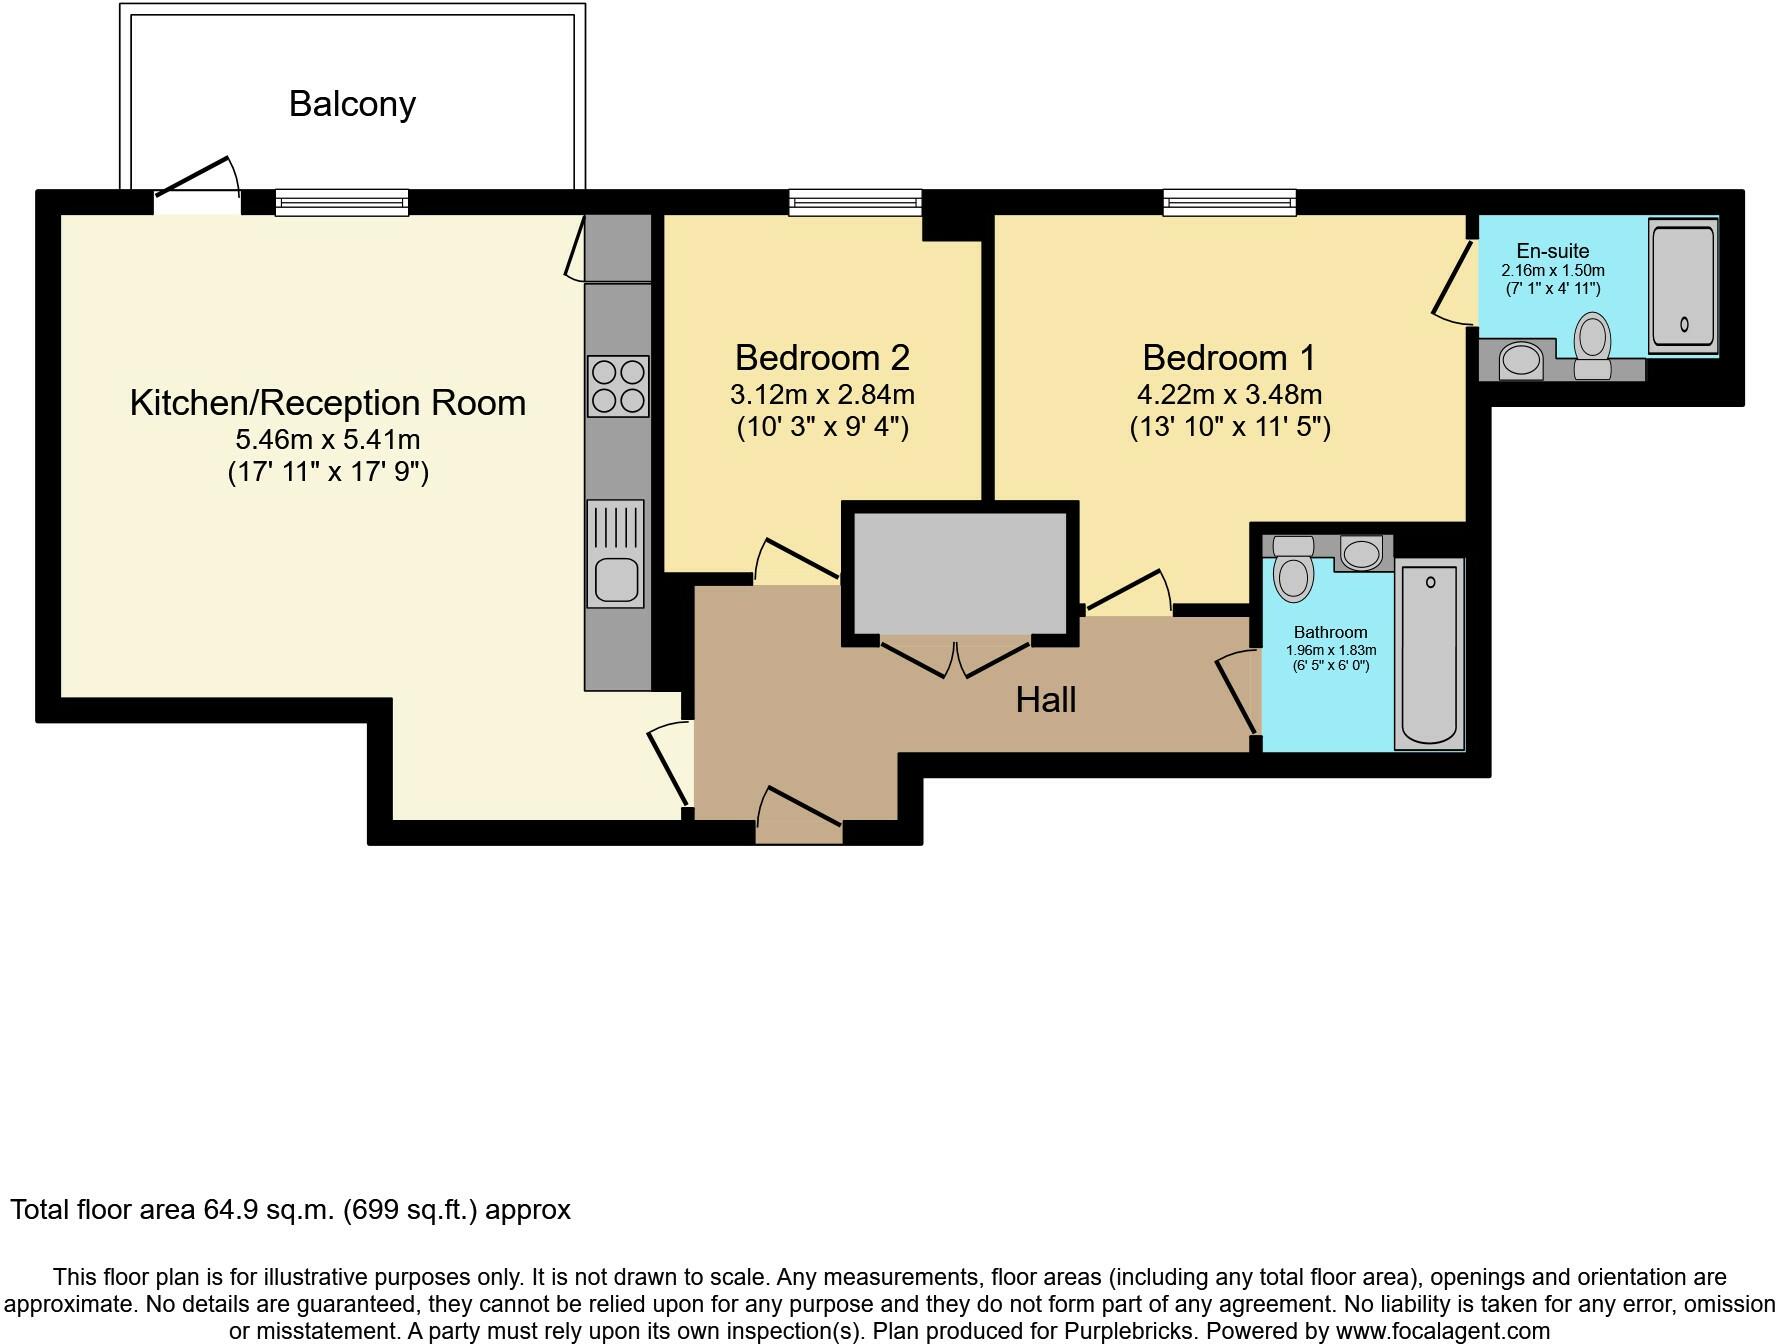 Balcony
Kitchen/Reception Room
5.46m x 5.41m
(17' 11" x 17' 9")
Bedroom 2
3.12m x 2.84m
(10' 3" x 9' 4")
Bedroom 1
4.22m x 3.48m
(13' 10" x 11' 5")
En-suite
2.16m x 1.50m
(7' 1" x 4' 11")
Bathroom
1.96m x 1.83m
(6' 5" x 6' 0")
Hall
Total floor area 64.9 sq.m. (699 sq.ft.) approx
This floor plan is for illustrative purposes only. It is not drawn to scale. Any measurements, floor areas (including any total floor area), openings and orientation are
approximate. No details are guaranteed, they cannot be relied upon for any purpose and they do not form part of any agreement. No liability is taken for any error, omission
or misstatement. A party must rely upon its own inspection(s). Plan produced for Purplebricks. Powered by www.focalagent.com